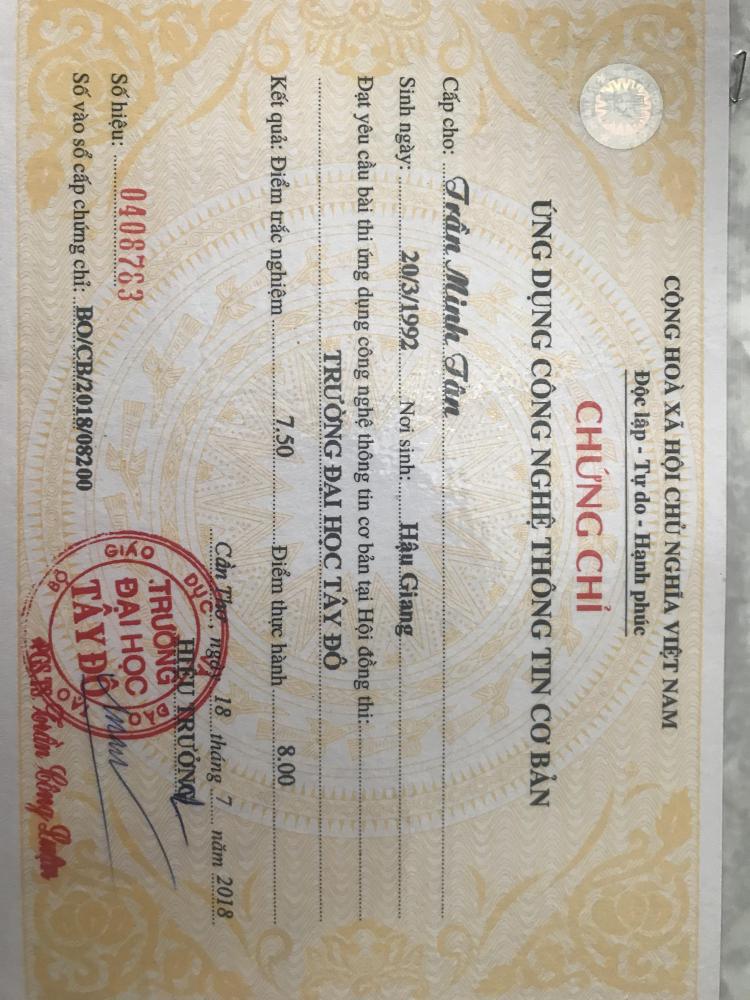 CỘNG HOÀ XÃ HỘI CHỦ NGHĨA VIỆT NAM
Độc lập - Tự do - Hạnh phúc
CHỨNG CHỈ
ỨNG DỤNG CÔNG NGHỆ THÔNG TIN CƠ BẢN
Cấp cho: Trần Minh Tân
Sinh ngày: 20/3/1992 Nơi sinh: Hậu Giang
Đạt yêu cầu bài thi ứng dụng công nghệ thông tin cơ bản tại Hội đồng thi:
TRƯỜNG ĐẠI HỌC TÂY ĐÔ
Kết quả: Điểm trắc nghiệm 7.50 Điểm thực hành 8.00
Cần Thơ, ngày 18 tháng 7 năm 2018
HIỆU TRƯỞNG
Số hiệu: 0408763
Số vào sổ cấp chứng chỉ: BO/CB/2018/08200
BỘ GIÁO DỤC VÀ ĐÀO TẠO
TRƯỜNG
ĐẠI HỌC
TÂY ĐÔ